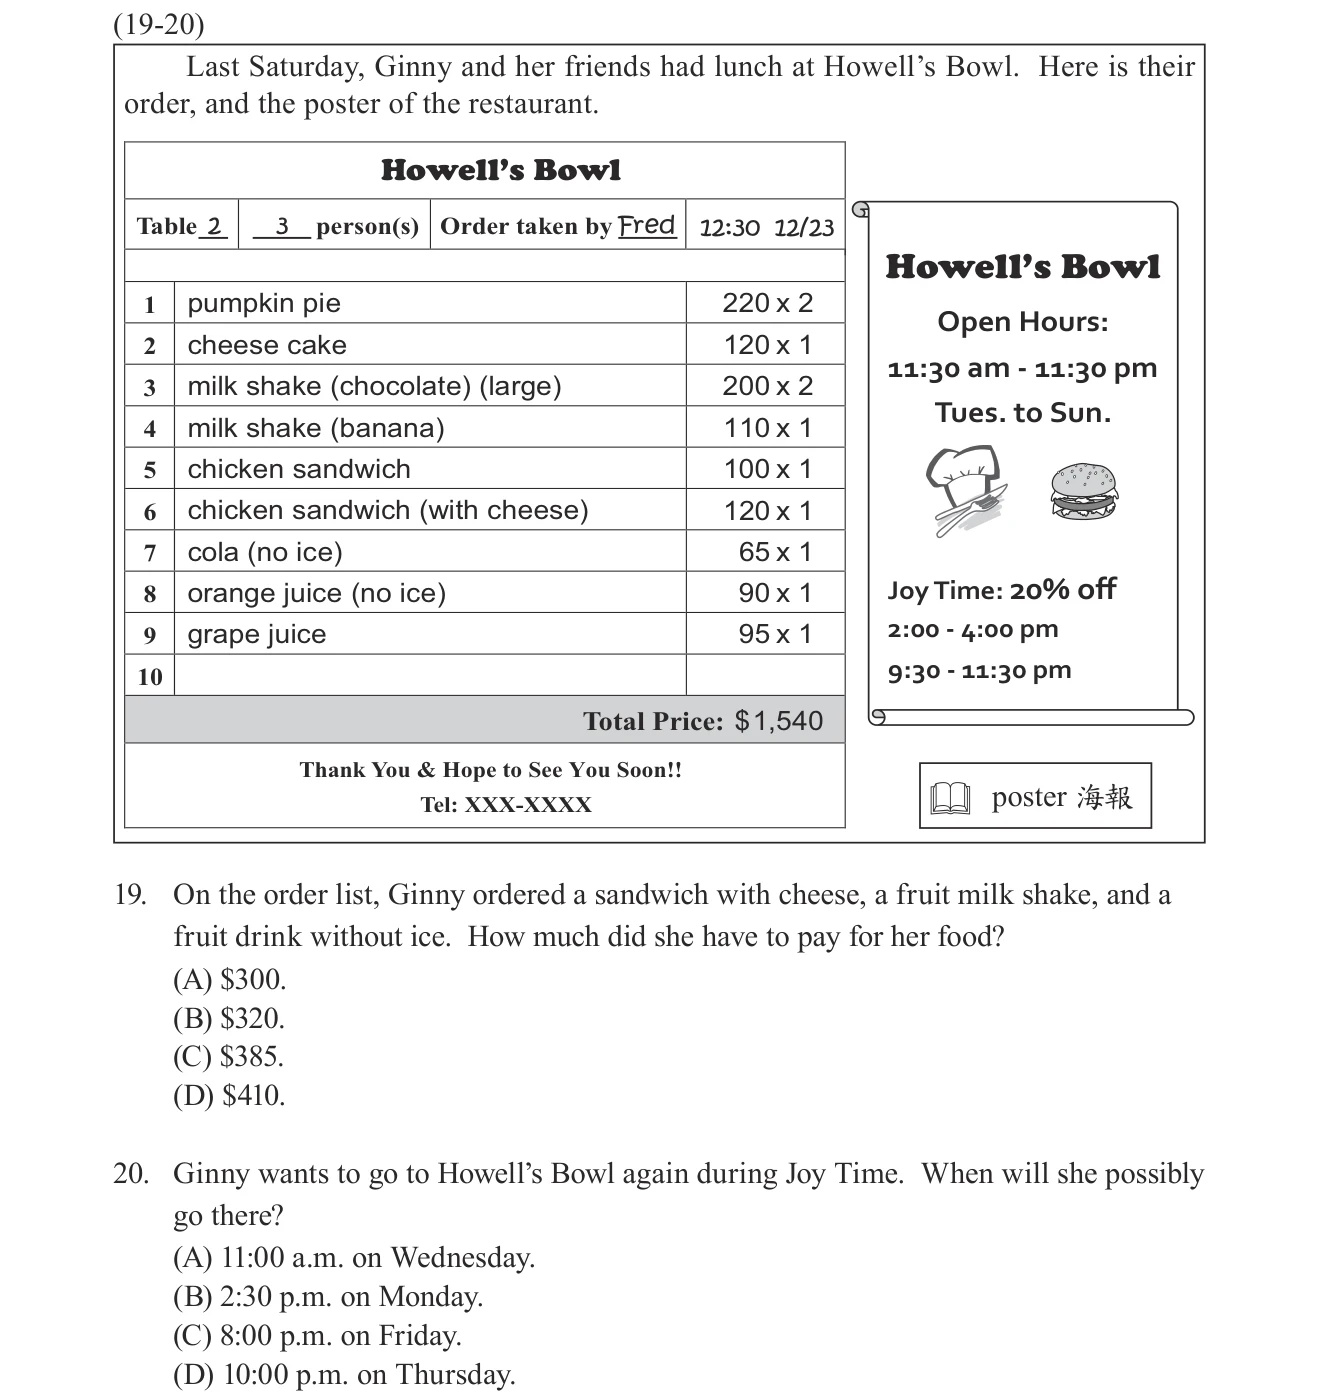 (19-20)
Last Saturday, Ginny and her friends had lunch at Howell's Bowl. Here is their
order, and the poster of the restaurant.
Howell's Bowl
Table 2 3 person(s) Order taken by Fred 12:30 12/23
1 pumpkin pie 220 x 2
2 cheese cake 120 x 1
3 milk shake (chocolate) (large) 200 x 2
4 milk shake (banana) 110 x 1
5 chicken sandwich 100 x 1
6 chicken sandwich (with cheese) 120 x 1
7 cola (no ice) 65 x 1
8 orange juice (no ice) 90 x 1
9 grape juice 95 x 1
10
Total Price: $1,540
Thank You & Hope to See You Soon!!
Tel: XXX-XXXX
Howell's Bowl
Open Hours:
11:30 am - 11:30 pm
Tues. to Sun.
Joy Time: 20% off
2:00 - 4:00 pm
9:30 - 11:30 pm
poster 海報
19. On the order list, Ginny ordered a sandwich with cheese, a fruit milk shake, and a
fruit drink without ice. How much did she have to pay for her food?
(A) $300.
(B) $320.
(C) $385.
(D) $410.
20. Ginny wants to go to Howell's Bowl again during Joy Time. When will she possibly
go there?
(A) 11:00 a.m. on Wednesday.
(B) 2:30 p.m. on Monday.
(C) 8:00 p.m. on Friday.
(D) 10:00 p.m. on Thursday.